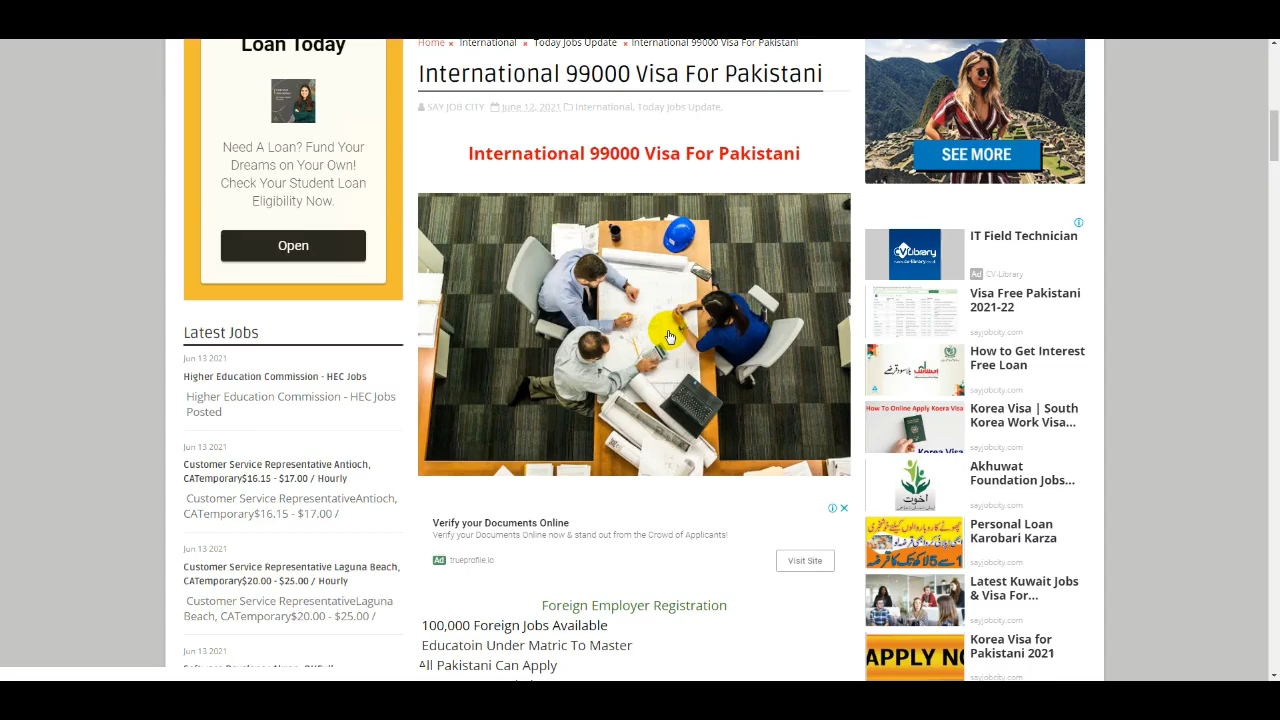 Loan Today
Need A Loan? Fund Your
Dreams on Your Own!
Check Your Student Loan
Eligibility Now.
Open
Latest Jobs
Jun 13 2021
Higher Education Commission - HEC Jobs
Higher Education Commission - HEC Jobs
Posted
Jun 13 2021
Customer Service Representative Antioch,
CATemporary$16.15 - $17.00 / Hourly
Customer Service RepresentativeAntioch,
CATemporary$16.15 - $17.00 /
Jun 13 2021
Customer Service Representative Laguna Beach,
CATemporary$20.00 - $25.00 / Hourly
Customer Service RepresentativeLaguna
Beach, CATemporary$20.00 - $25.00 /
Jun 13 2021
Home × International × Today Jobs Update × International 99000 Visa For Pakistani
International 99000 Visa For Pakistani
SAY JOB CITY June 12, 2021 International, Today Jobs Update,
International 99000 Visa For Pakistani
Verify your Documents Online
Verify your Documents Online now & stand out from the Crowd of Applicants!
Ad trueprofile.io
Visit Site
Foreign Employer Registration
100,000 Foreign Jobs Available
Educatoin Under Matric To Master
All Pakistani Can Apply
SEE MORE
CV-Library
IT Field Technician
Ad CV-Library
Visa Free Pakistani
2021-22
sayjobcity.com
How to Get Interest
Free Loan
sayjobcity.com
How To Online Apply Koera Visa
Korea Visa | South
Korea Work Visa...
sayjobcity.com
اخوت
Akhuwat
Foundation Jobs...
sayjobcity.com
Personal Loan
Karobari Karza
sayjobcity.com
Latest Kuwait Jobs
& Visa For...
sayjobcity.com
APPLY NO
Korea Visa for
Pakistani 2021
sayjobcity.com